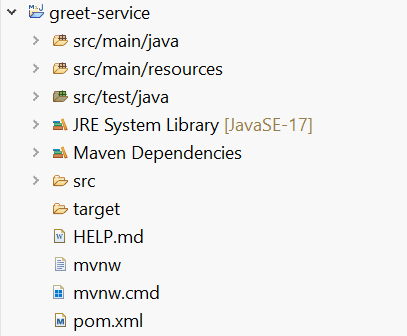 greet-service
src/main/java
src/main/resources
src/test/java
JRE System Library [JavaSE-17]
Maven Dependencies
src
target
HELP.md
mvnw
mvnw.cmd
pom.xml